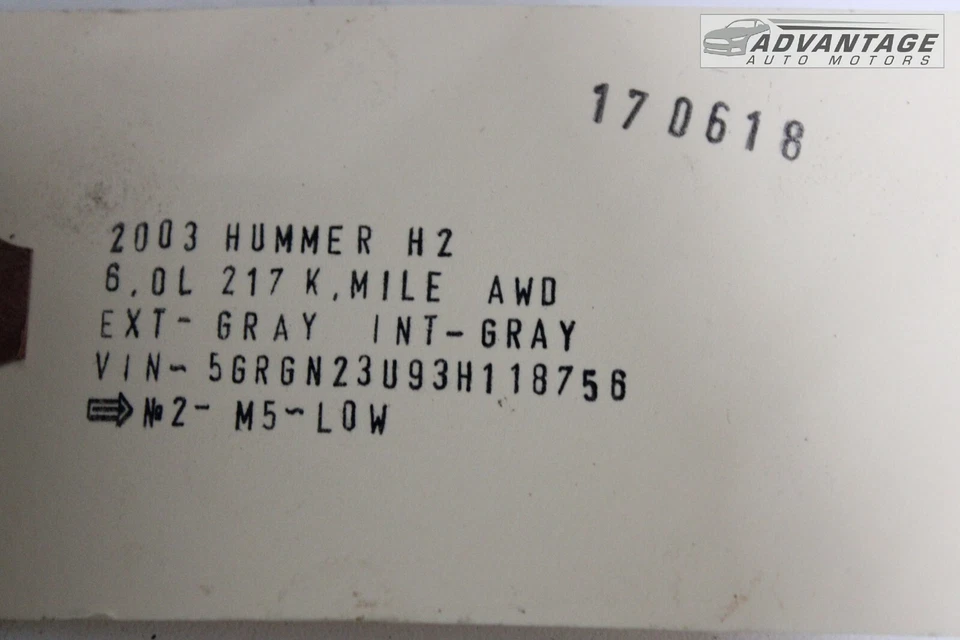 ADVANTAGE
AUTO MOTORS
170618
2003 HUMMER H2
6.0L 217 K.MILE AWD
EXT- GRAY INT-GRAY
VIN- 5GRGN23U93H118756
⇒ №2- M5-LOW